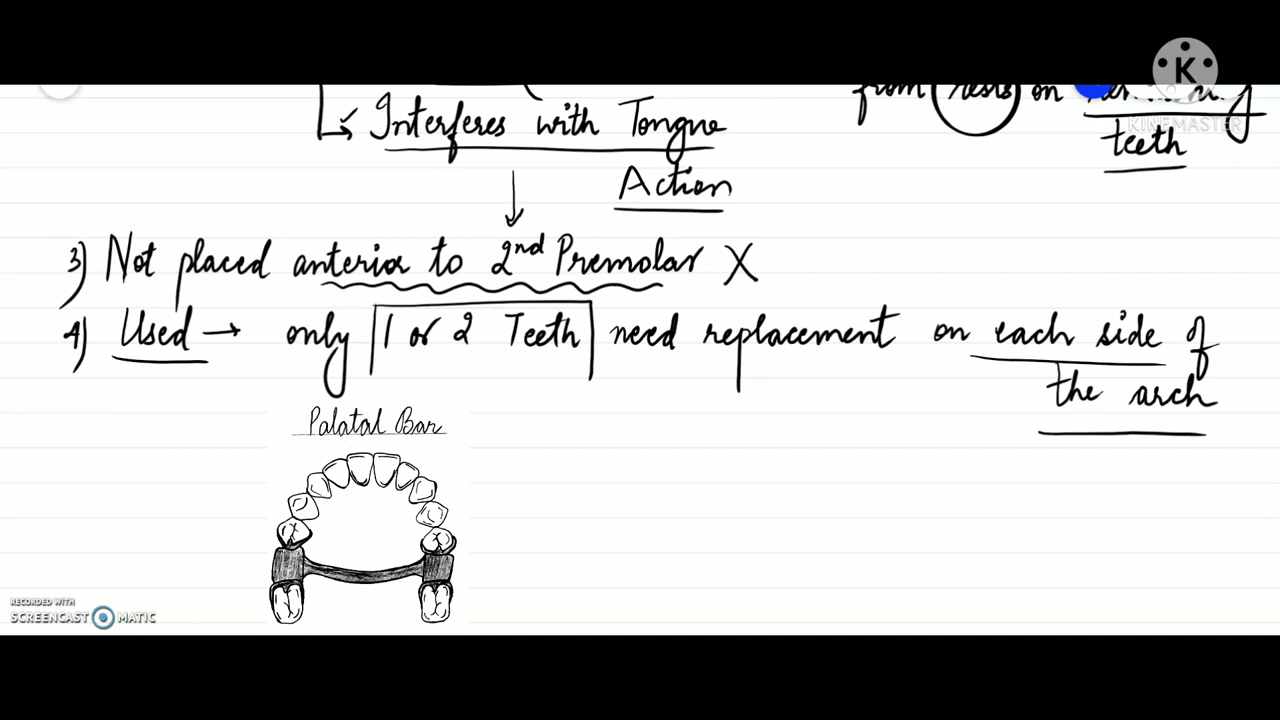 from rests on
Interferes with Tongue
Action
teeth
3) Not placed anterior to 2nd Premolar X
4) Used → only 1 or 2 Teeth need replacement on each side of
the arch
Palatal Bar
K
KINEMASTER
RECORDED WITH
SCREENCAST MATIC